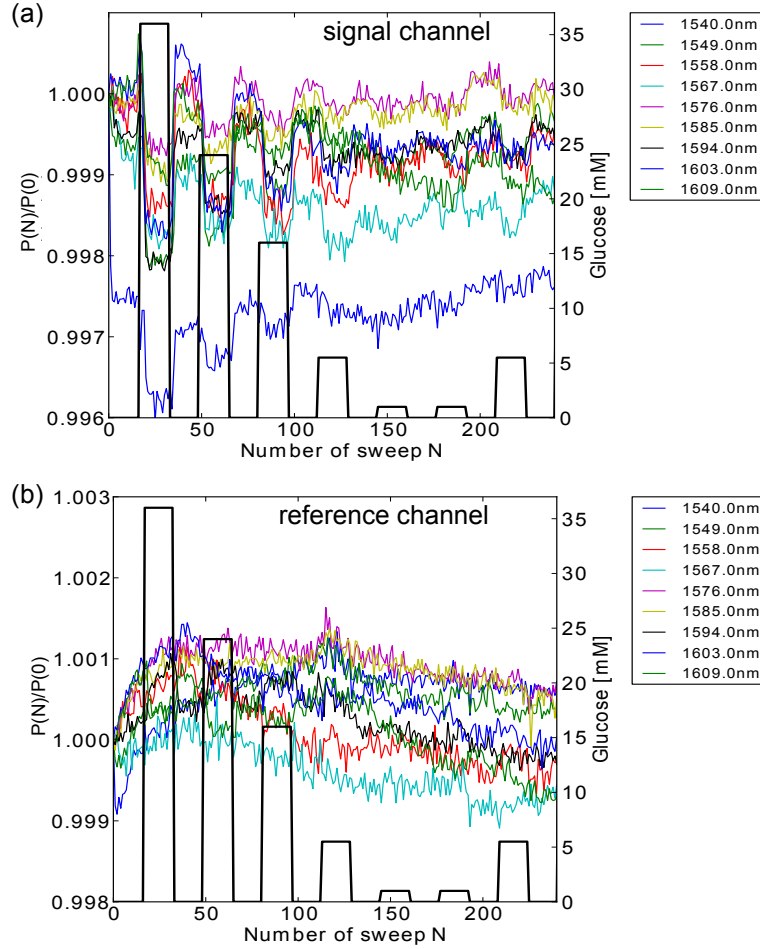 (a)
signal channel
1.000
0.999
0.998
0.997
0.996
P(N)/P(0)
35
30
25
20
15
10
5
0
Glucose [mM]
0
50
100
150
200
Number of sweep N
1540.0nm
1549.0nm
1558.0nm
1567.0nm
1576.0nm
1585.0nm
1594.0nm
1603.0nm
1609.0nm
(b)
reference channel
1.003
1.002
1.001
1.000
0.999
0.998
P(N)/P(0)
35
30
25
20
15
10
5
0
Glucose [mM]
0
50
100
150
200
Number of sweep N
1540.0nm
1549.0nm
1558.0nm
1567.0nm
1576.0nm
1585.0nm
1594.0nm
1603.0nm
1609.0nm